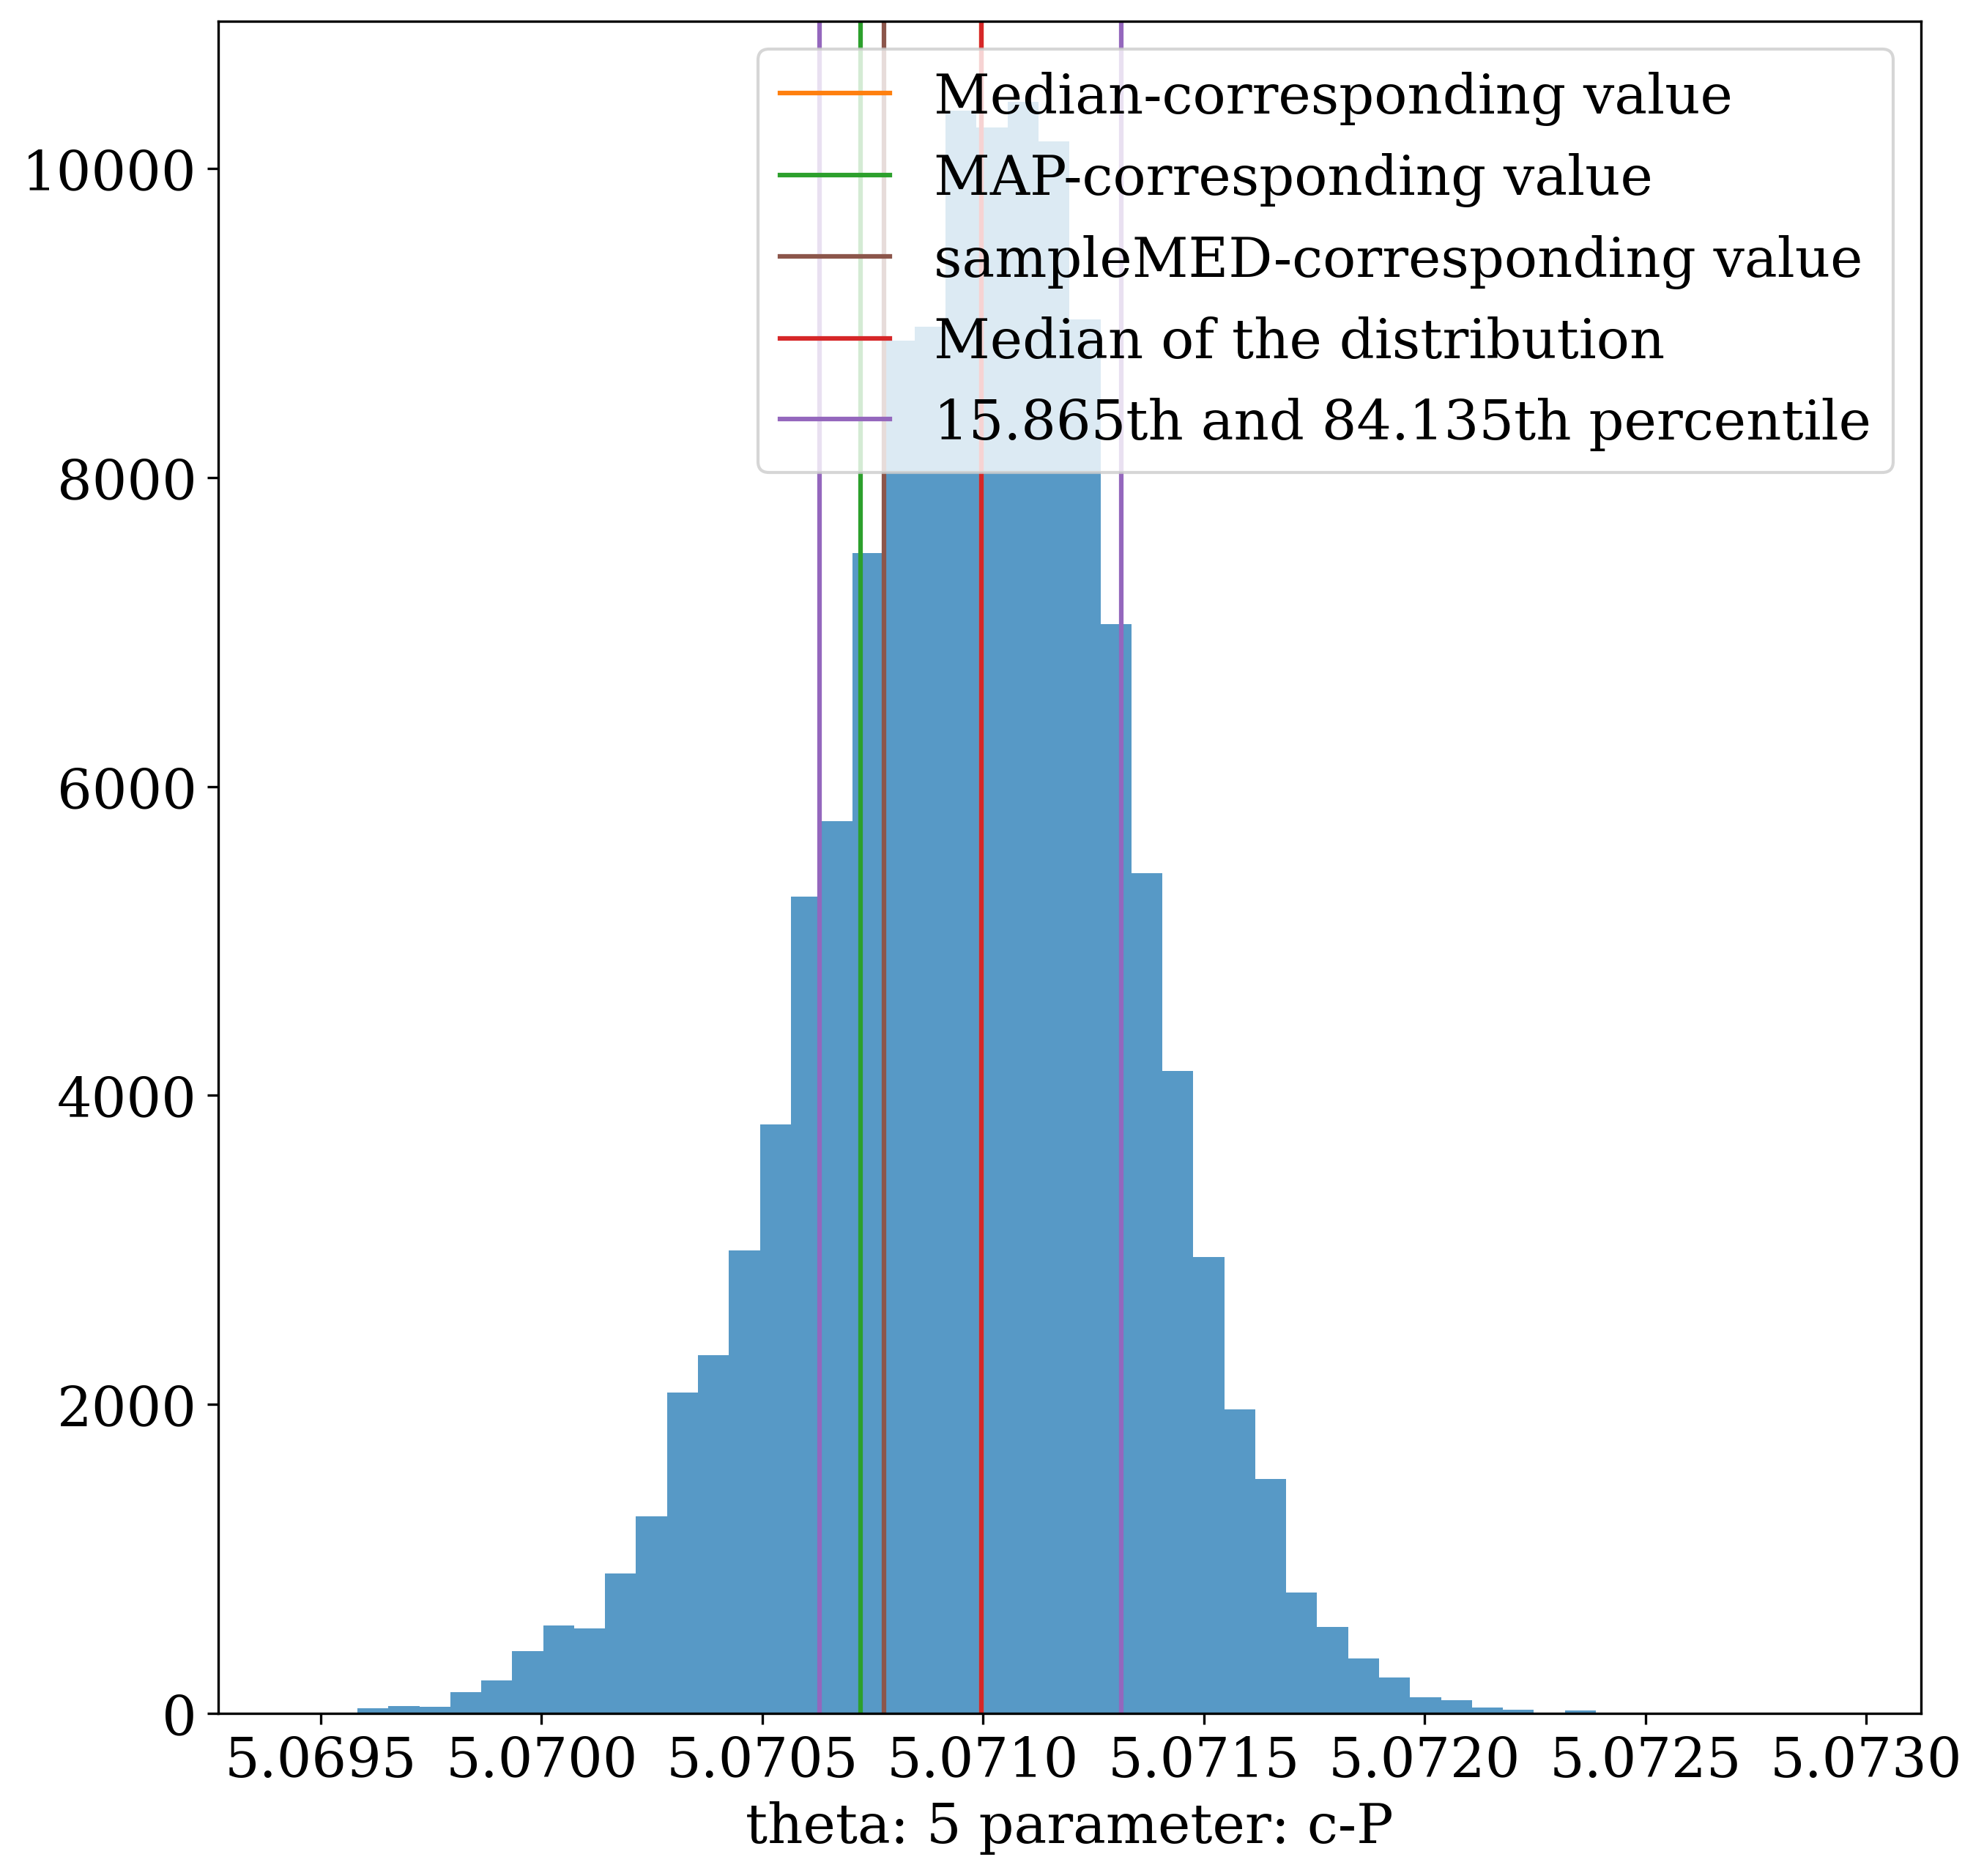 Median-corresponding value
MAP-corresponding value
sampleMED-corresponding value
Median of the distribution
15.865th and 84.135th percentile
10000
8000
6000
4000
2000
0
5.0695 5.0700 5.0705 5.0710 5.0715 5.0720 5.0725 5.0730
theta: 5 parameter: c-P